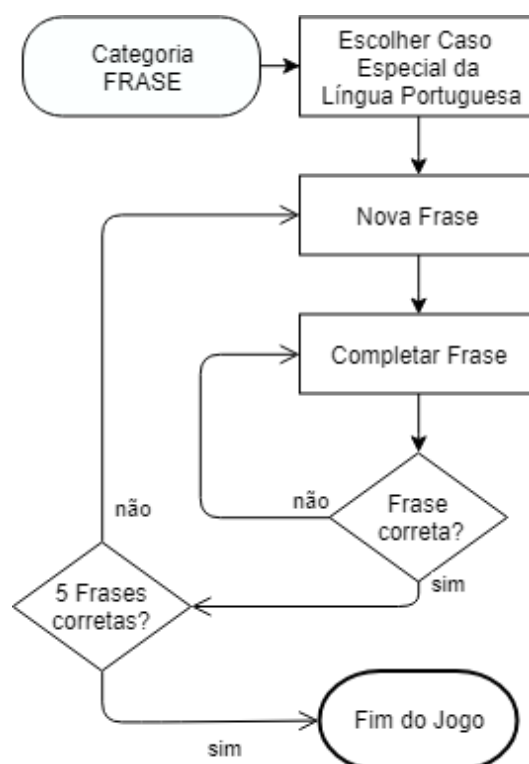 Categoria
FRASE
Escolher Caso
Especial da
Língua Portuguesa
Nova Frase
Completar Frase
não
Frase
correta?
sim
não
5 Frases
corretas?
sim
Fim do Jogo